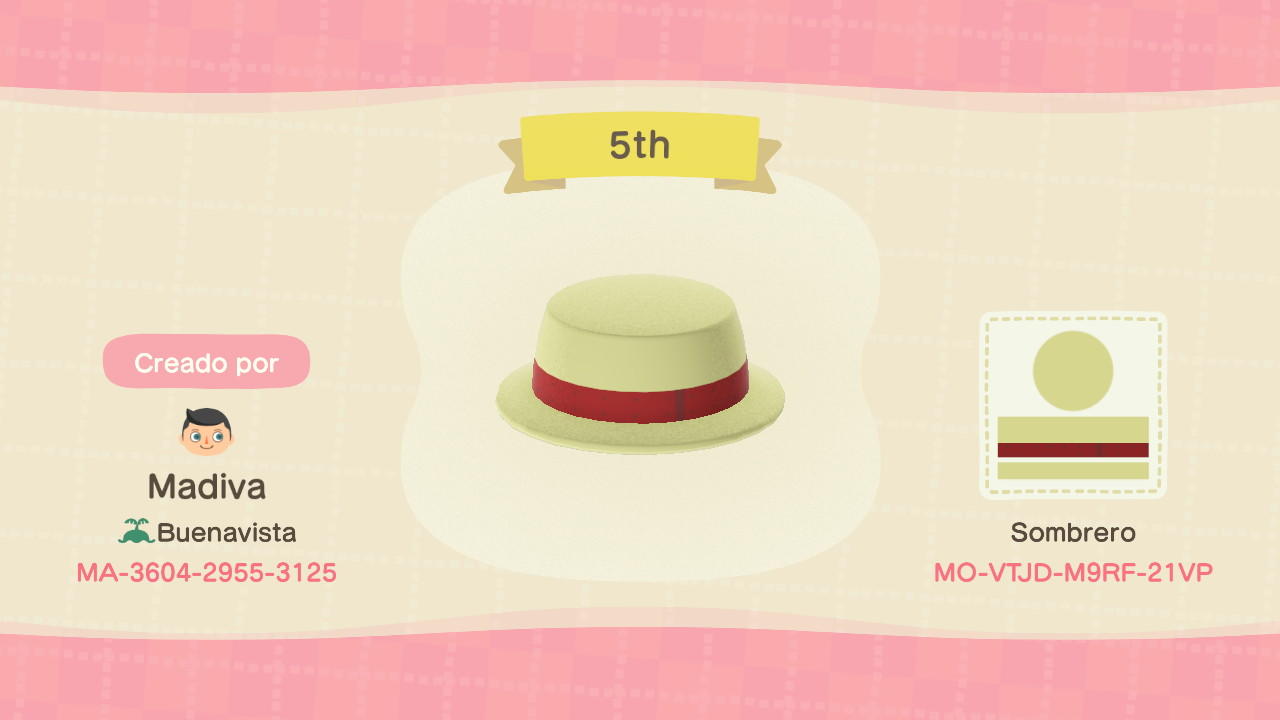 5th
Creado por
Madiva
Buenavista
MA-3604-2955-3125
Sombrero
MO-VTJD-M9RF-21VP